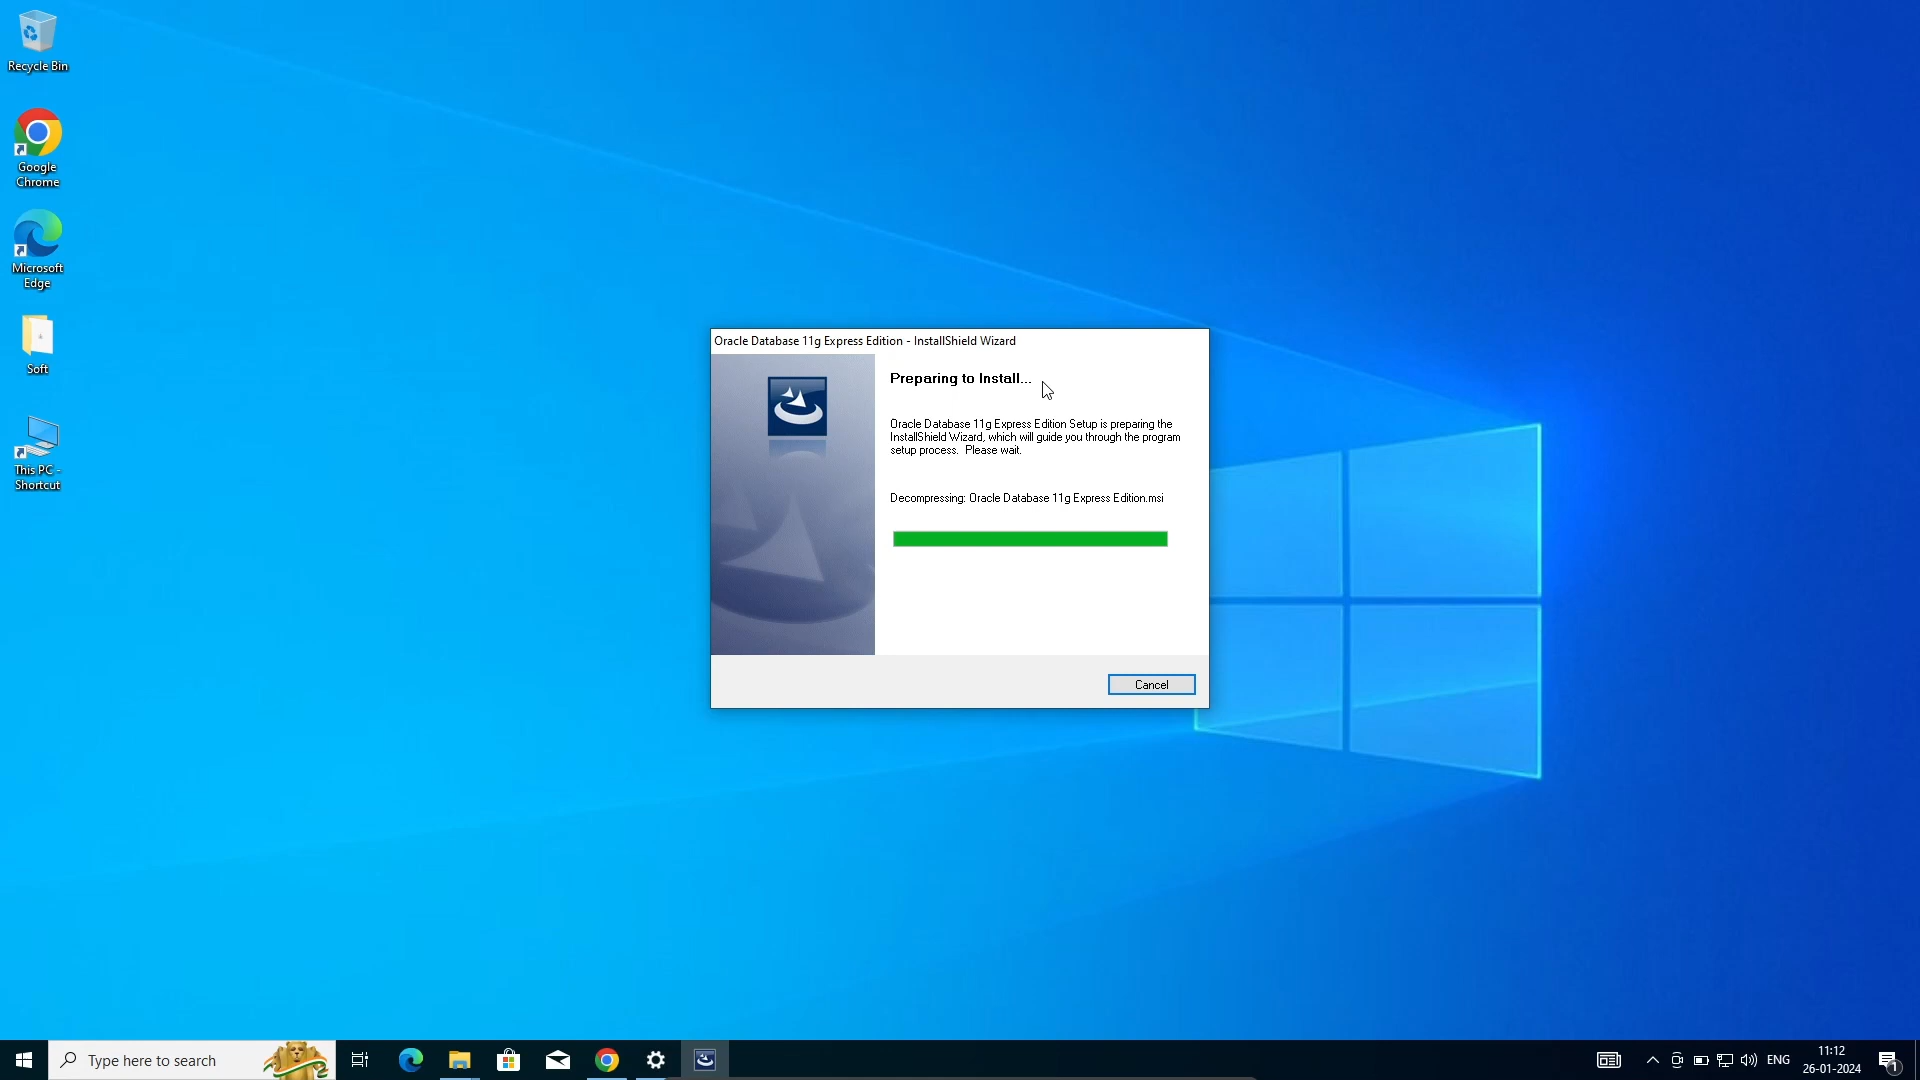 Recycle Bin
Google
Chrome
Microsoft
Edge
Soft
This PC -
Shortcut
Oracle Database 11g Express Edition - InstallShield Wizard
Preparing to Install...
Oracle Database 11g Express Edition Setup is preparing the
InstallShield Wizard, which will guide you through the program
setup process. Please wait.
Decompressing: Oracle Database 11g Express Edition.msi
Cancel
Type here to search
ENG
11:12
26-01-2024
1